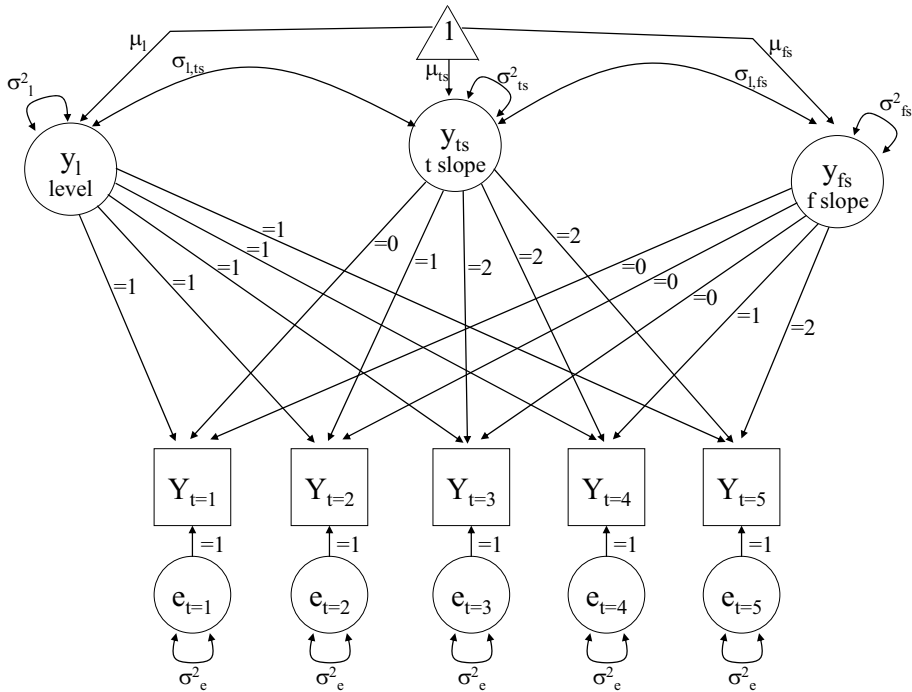 1
μl
μts
μfs
σl,ts
σl,fs
σ²l
σ²ts
σ²fs
yl
level
yts
t slope
yfs
f slope
=1
=1
=1
=1
=1
=0
=1
=2
=2
=2
=0
=0
=0
=1
=2
Yt=1
Yt=2
Yt=3
Yt=4
Yt=5
=1
=1
=1
=1
=1
et=1
et=2
et=3
et=4
et=5
σ²e
σ²e
σ²e
σ²e
σ²e